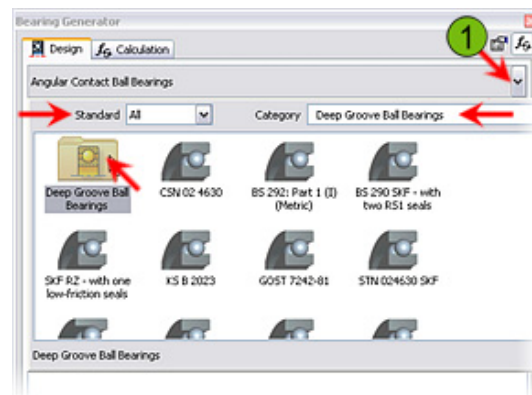 Bearing Generator
1
Design
fG Calculation
Angular Contact Ball Bearings
Standard All Category Deep Groove Ball Bearings
Deep Groove Ball Bearings
CSN 02 4630
BS 292: Part 1 (I) (Metric)
BS 290 SKF - with two RS1 seals
SKF RZ - with one low-friction seals
KS B 2023
GOST 7242-81
STN 024630 SKF
Deep Groove Ball Bearings